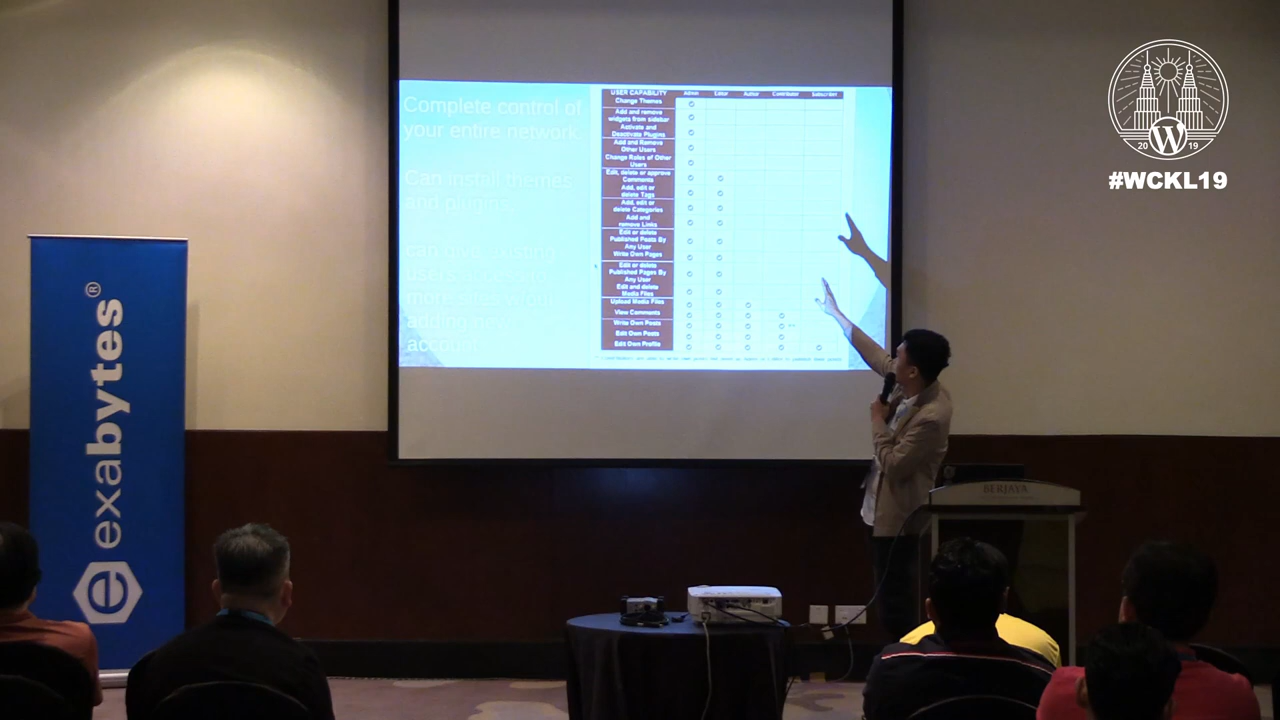 Complete control of
your entire network.
Can install themes
and plugins,
USER CAPABILITY Admin Editor Author Contributor Subscriber
Change Themes
Add and remove
widgets from sidebar
Activate and
Deactivate Plugins
Add and Remove
Other Users
Change Roles of Other
Users
Edit, delete or approve
Comments
Add, edit or
delete Tags
Add, edit or
delete Categories
Add and
remove Links
Edit or delete
Published Posts By
Any User
Write Own Pages
Edit or delete
Published Pages By
Any User
Edit and delete
Media Files
Upload Media Files
View Comments
Write Own Posts
Edit Own Posts
Edit Own Profile
exabytes®
BERJAYA
2019
#WCKL19